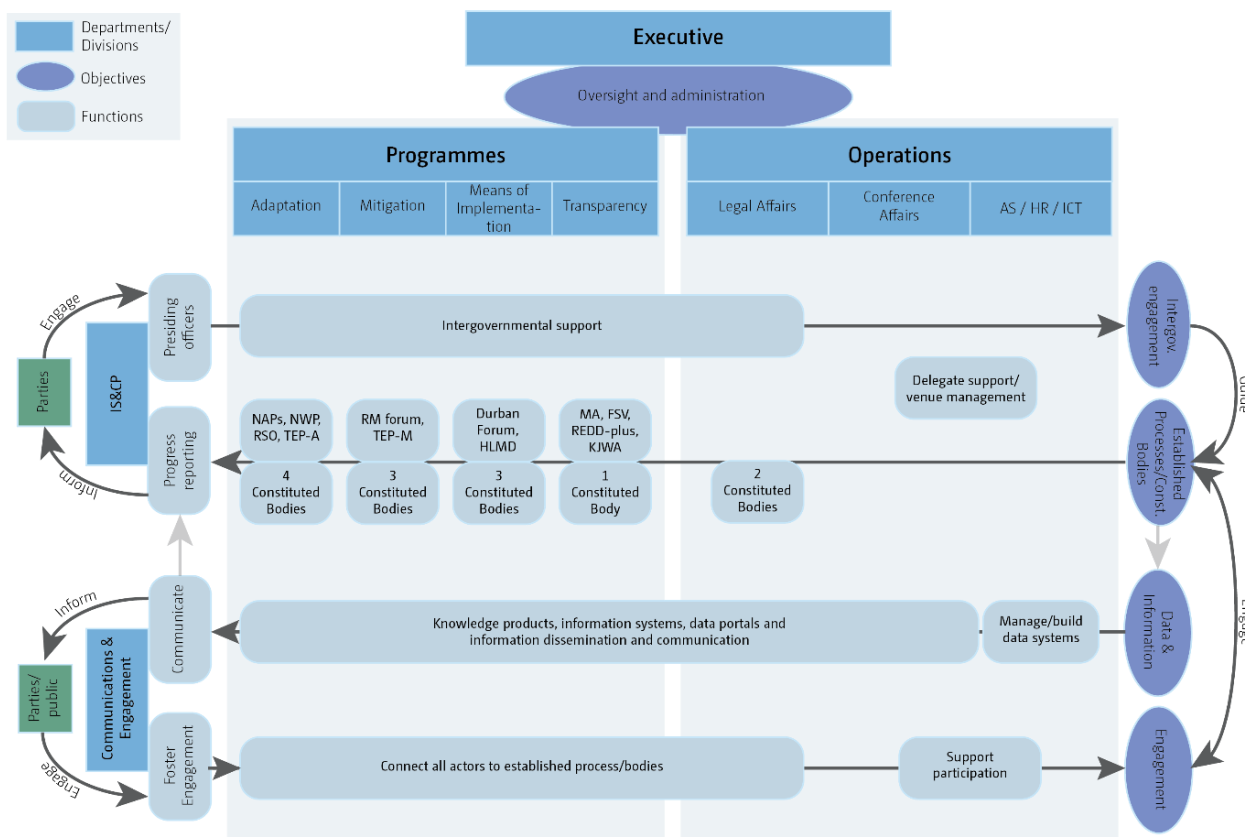 Departments/
Divisions
Objectives
Functions
Executive
Oversight and administration
Programmes
Operations
Adaptation
Mitigation
Means of
Implementa-
tion
Transparency
Legal Affairs
Conference
Affairs
AS / HR / ICT
Engage
Parties
Inform
IS&CP
Presiding
officers
Intergovernmental support
Intergov.
engagement
Guide
Delegate support/
venue management
Progress
reporting
NAPs, NWP,
RSO, TEP-A
RM forum,
TEP-M
Durban
Forum,
HLMD
MA, FSV,
REDD-plus,
KJWA
4
Constituted
Bodies
3
Constituted
Bodies
3
Constituted
Bodies
1
Constituted
Body
2
Constituted
Bodies
Established
Processes/Const.
Bodies
Inform
Parties/
public
Engage
Communications &
Engagement
Communicate
Knowledge products, information systems, data portals and
information dissemination and communication
Manage/build
data systems
Data &
Information
Engage
Foster
Engagement
Connect all actors to established process/bodies
Support
participation
Engagement